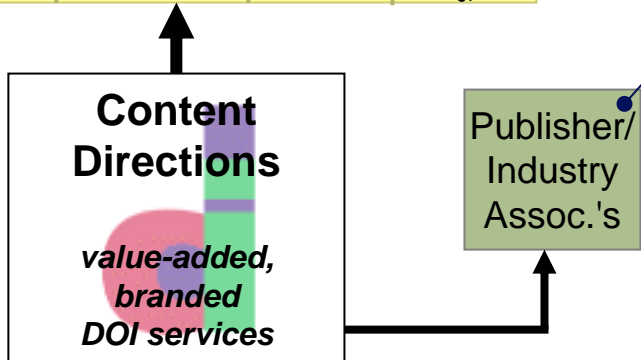 Content
Directions
value-added,
branded
DOI services
Publisher/
Industry
Assoc.'s